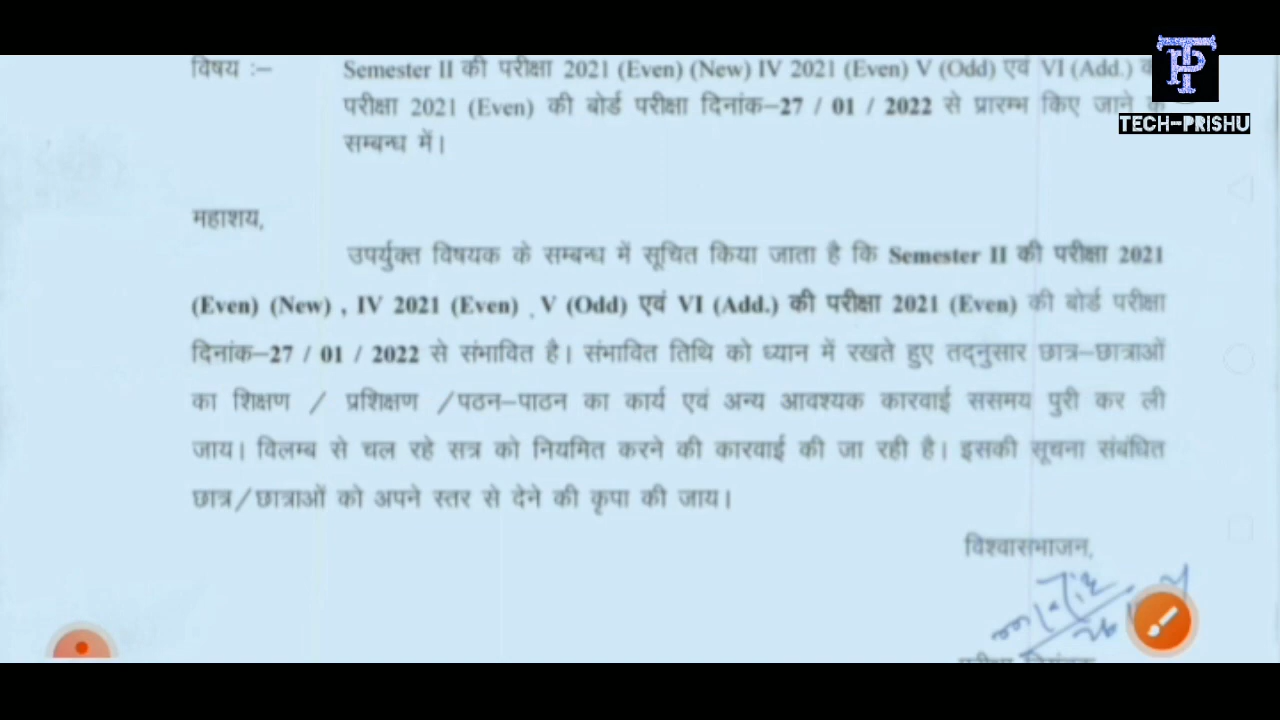 विषय :–  Semester II की परीक्षा 2021 (Even) (New) IV 2021 (Even) V (Odd) एवं VI (Add.)
परीक्षा 2021 (Even) की बोर्ड परीक्षा दिनांक–27 / 01 / 2022 से प्रारम्भ किए जाने के
सम्बन्ध में।
TP
TECH-PRISHU
महाशय,
उपर्युक्त विषयक के सम्बन्ध में सूचित किया जाता है कि Semester II की परीक्षा 2021
(Even) (New) , IV 2021 (Even) , V (Odd) एवं VI (Add.) की परीक्षा 2021 (Even) की बोर्ड परीक्षा
दिनांक–27 / 01 / 2022 से संभावित है। संभावित तिथि को ध्यान में रखते हुए तद्नुसार छात्र–छात्राओं
का शिक्षण / प्रशिक्षण /पठन–पाठन का कार्य एवं अन्य आवश्यक कारवाई ससमय पुरी कर ली
जाय। विलम्ब से चल रहे सत्र को नियमित करने की कारवाई की जा रही है। इसकी सूचना संबंधित
छात्र/छात्राओं को अपने स्तर से देने की कृपा की जाय।
विश्वासभाजन,